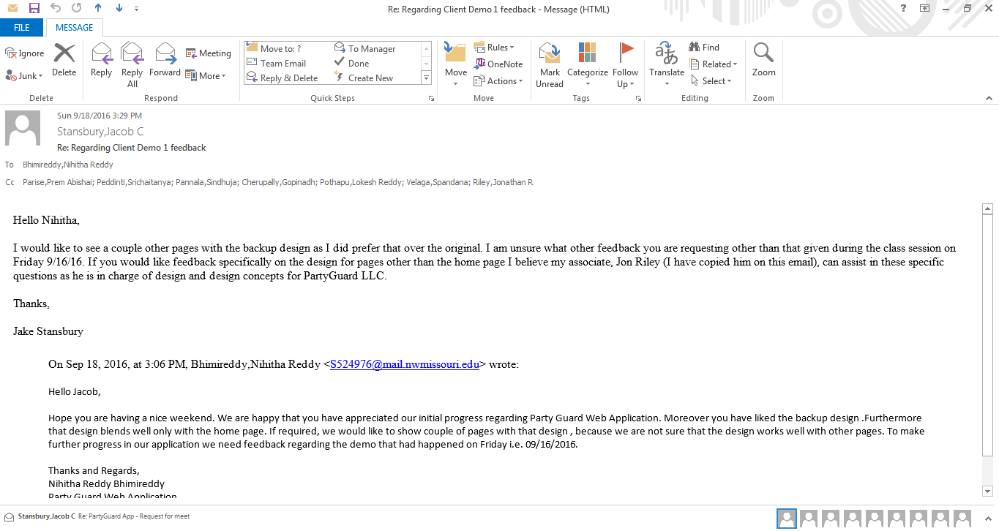 Re: Regarding Client Demo 1 feedback - Message (HTML)
?
FILE
MESSAGE
Ignore
Junk
Delete
Delete
Reply
Reply All
Forward
Meeting
More
Respond
Move to: ?
Team Email
Reply & Delete
To Manager
Done
Create New
Quick Steps
Move
Rules
OneNote
Actions
Move
Mark Unread
Categorize
Follow Up
Tags
Translate
Find
Related
Select
Editing
Zoom
Zoom
Sun 9/18/2016 3:29 PM
Stansbury,Jacob C
Re: Regarding Client Demo 1 feedback
To Bhimireddy,Nihitha Reddy
Cc Parise,Prem Abishai; Peddinti,Srichaitanya; Pannala,Sindhuja; Cherupally,Gopinadh; Pothapu,Lokesh Reddy; Velaga,Spandana; Riley,Jonathan R
Hello Nihitha,
I would like to see a couple other pages with the backup design as I did prefer that over the original. I am unsure what other feedback you are requesting other than that given during the class session on
Friday 9/16/16. If you would like feedback specifically on the design for pages other than the home page I believe my associate, Jon Riley (I have copied him on this email), can assist in these specific
questions as he is in charge of design and design concepts for PartyGuard LLC.
Thanks,
Jake Stansbury
On Sep 18, 2016, at 3:06 PM, Bhimireddy,Nihitha Reddy <S524976@mail.nwmissouri.edu> wrote:
Hello Jacob,
Hope you are having a nice weekend. We are happy that you have appreciated our initial progress regarding Party Guard Web Application. Moreover you have liked the backup design .Furthermore
that design blends well only with the home page. If required, we would like to show couple of pages with that design , because we are not sure that the design works well with other pages. To make
further progress in our application we need feedback regarding the demo that had happened on Friday i.e. 09/16/2016.
Thanks and Regards,
Nihitha Reddy Bhimireddy
Party Guard Web Application
Stansbury,Jacob C Re: PartyGuard App - Request for meet